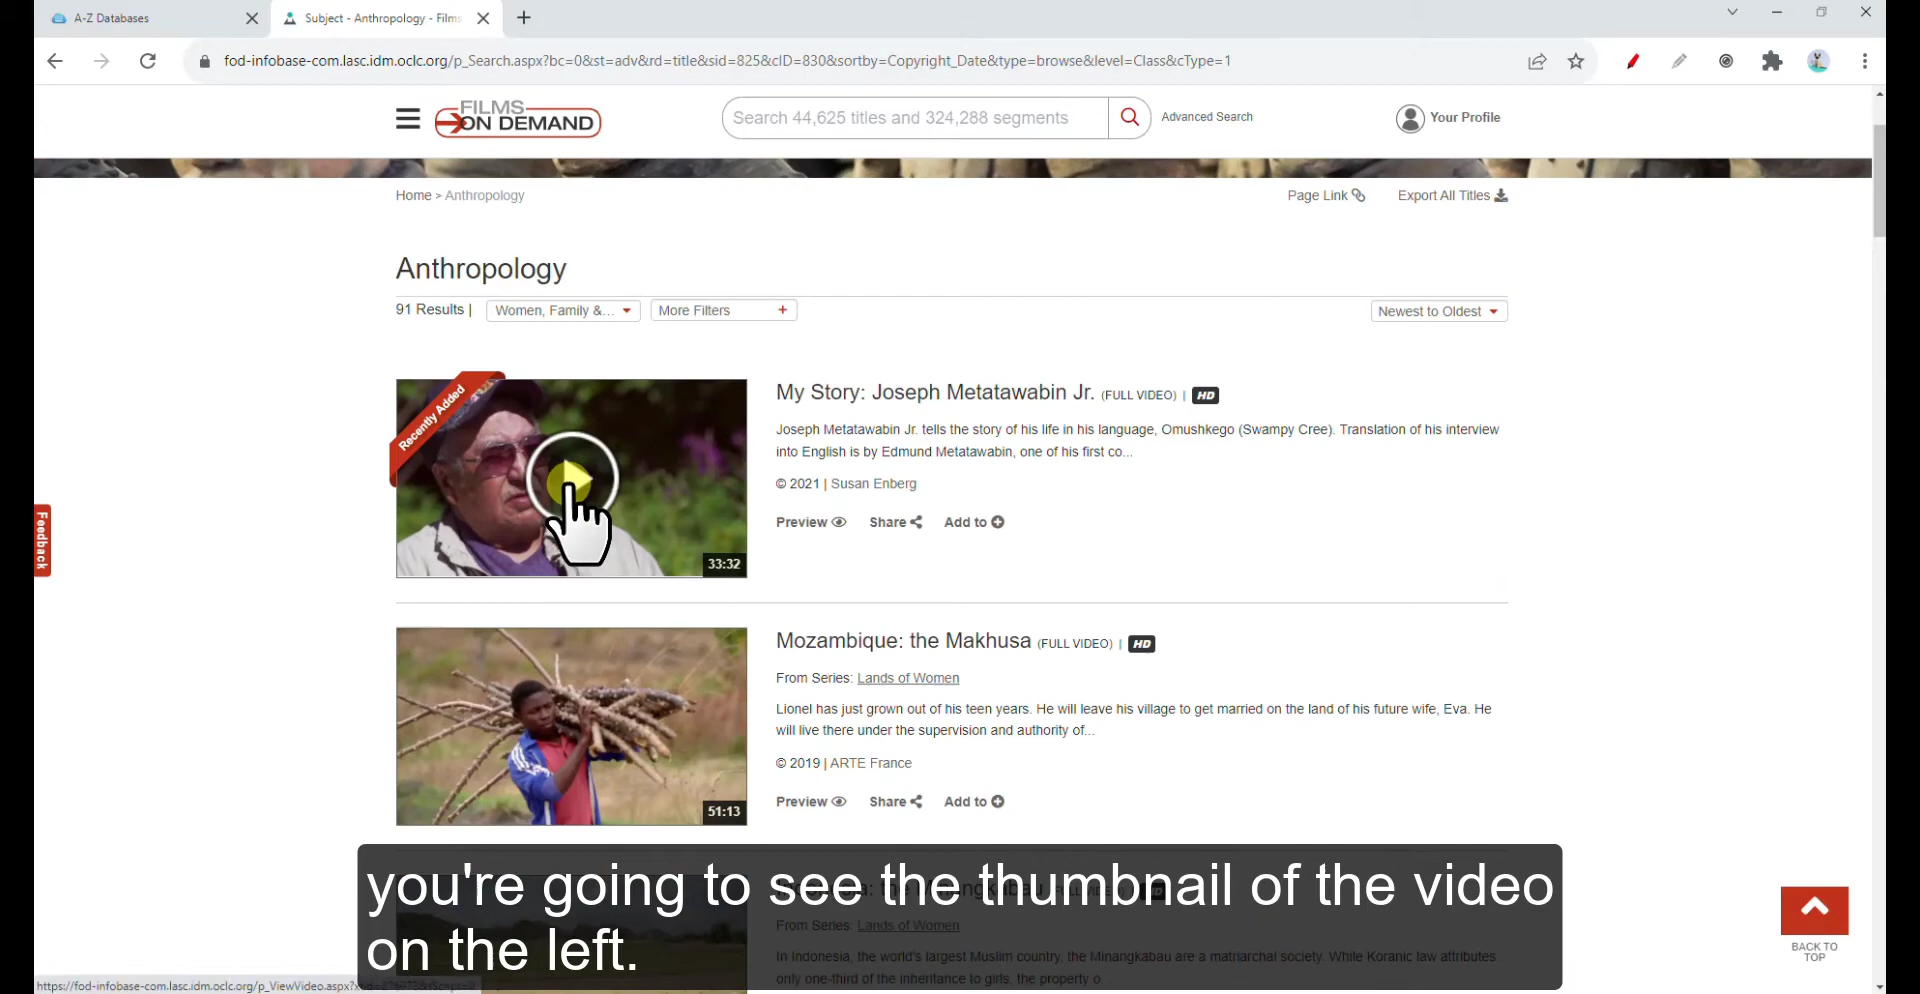 A-Z Databases
Subject - Anthropology - Films
fod-infobase-com.lasc.idm.oclc.org/p_Search.aspx?bc=0&st=adv&rd=title&sid=825&cID=830&sortby=Copyright_Date&type=browse&level=Class&cType=1
FILMS ON DEMAND
Search 44,625 titles and 324,288 segments
Advanced Search
Your Profile
Home > Anthropology
Page Link
Export All Titles
Anthropology
91 Results |
Women, Family &...
More Filters +
Newest to Oldest
Recently Added
33:32
My Story: Joseph Metatawabin Jr. (FULL VIDEO) | HD
Joseph Metatawabin Jr. tells the story of his life in his language, Omushkego (Swampy Cree). Translation of his interview
into English is by Edmund Metatawabin, one of his first co...
© 2021 | Susan Enberg
Preview Share Add to
Feedback
51:13
Mozambique: the Makhusa (FULL VIDEO) | HD
From Series: Lands of Women
Lionel has just grown out of his teen years. He will leave his village to get married on the land of his future wife, Eva. He
will live there under the supervision and authority of...
© 2019 | ARTE France
Preview Share Add to
you're going to see the thumbnail of the video
on the left.
From Series: Lands of Women
In Indonesia, the world's largest Muslim country, the Minangkabau are a matriarchal society. While Koranic law attributes
only one-third of the inheritance to girls, the property o
BACK TO
TOP
https://fod-infobase-com.lasc.idm.oclc.org/p_ViewVideo.aspx?